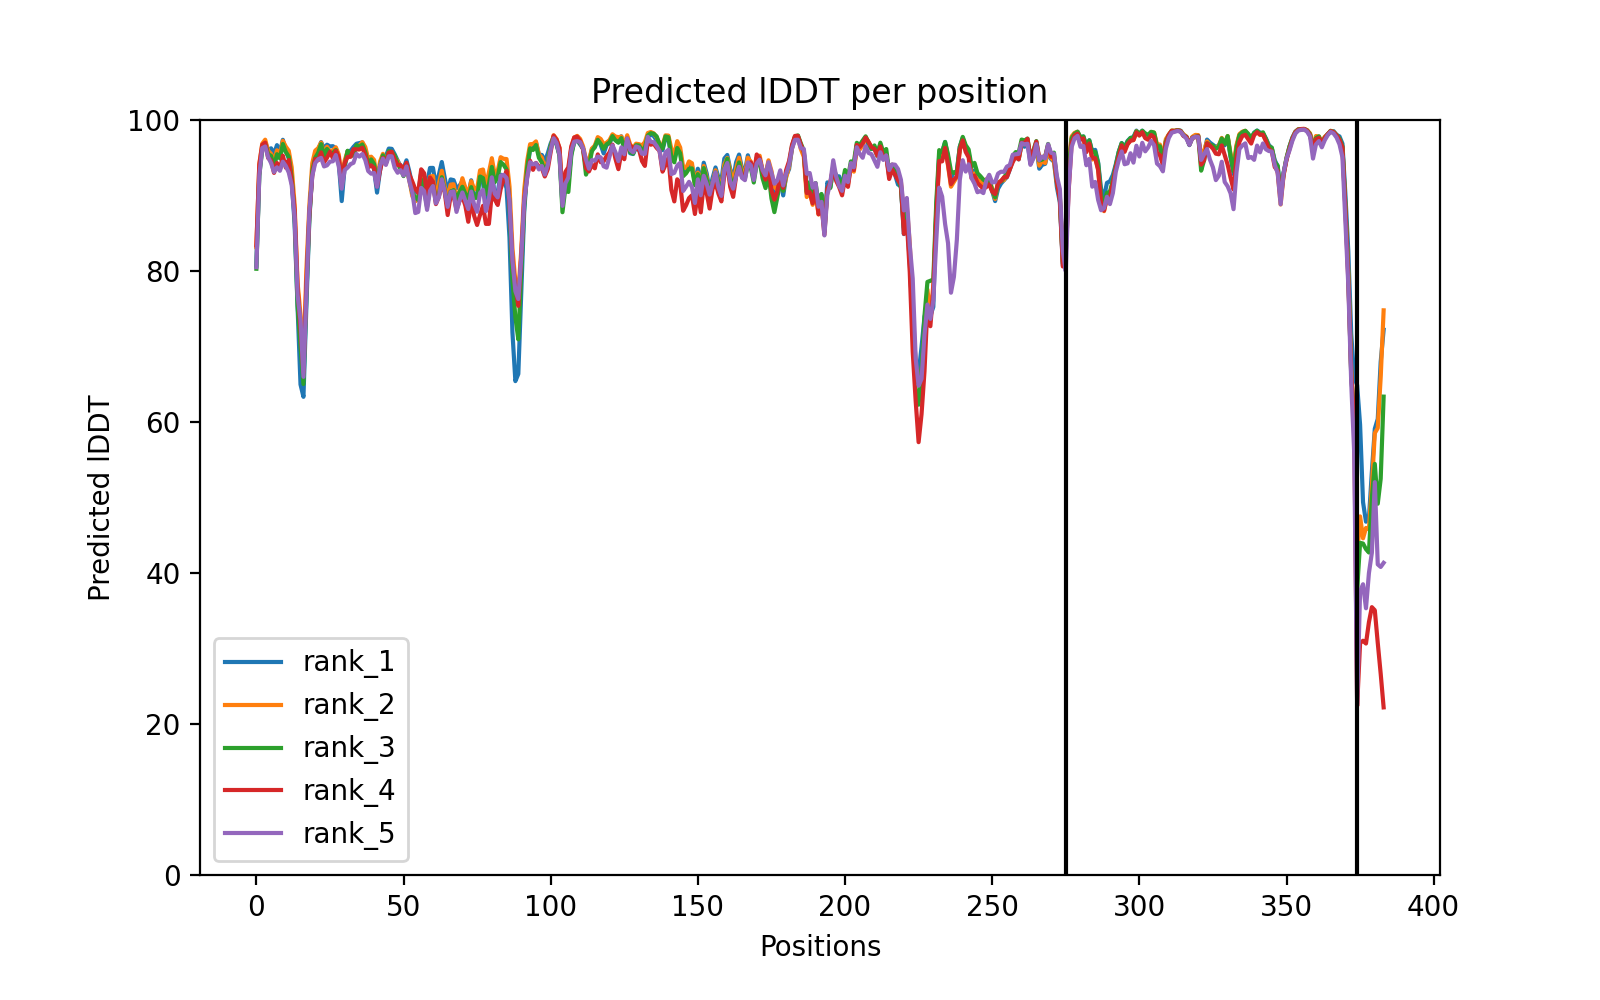 Predicted lDDT per position
100
80
60
40
20
0
Predicted lDDT
rank_1
rank_2
rank_3
rank_4
rank_5
0 50 100 150 200 250 300 350 400
Positions